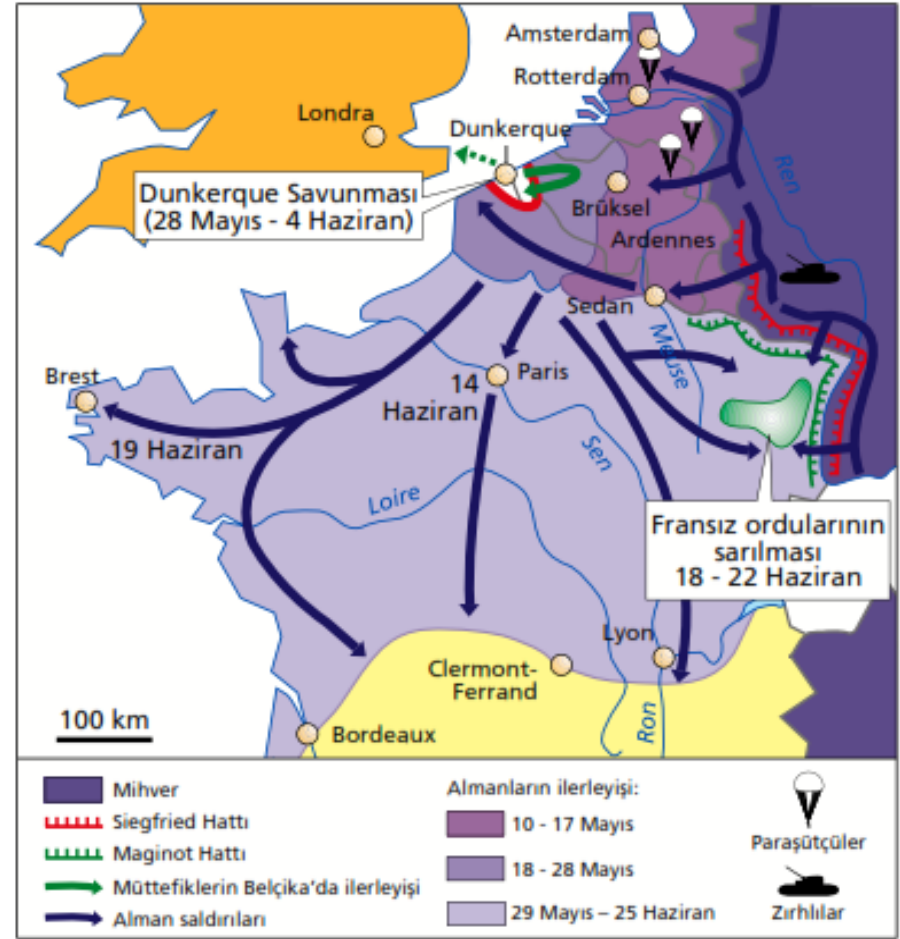 Amsterdam
Rotterdam
Londra
Dunkerque
Ren
Dunkerque Savunması
(28 Mayıs - 4 Haziran)
Brüksel
Ardennes
Sedan
Meuse
Brest
Paris
14
Haziran
19 Haziran
Sen
Loire
Fransız ordularının
sarılması
18 - 22 Haziran
Lyon
Clermont-
Ferrand
Ron
100 km
Bordeaux
Mihver
Siegfried Hattı
Maginot Hattı
Müttefiklerin Belçika'da ilerleyişi
Alman saldırıları
Almanların ilerleyişi:
10 - 17 Mayıs
18 - 28 Mayıs
29 Mayıs – 25 Haziran
Paraşütçüler
Zırhlılar